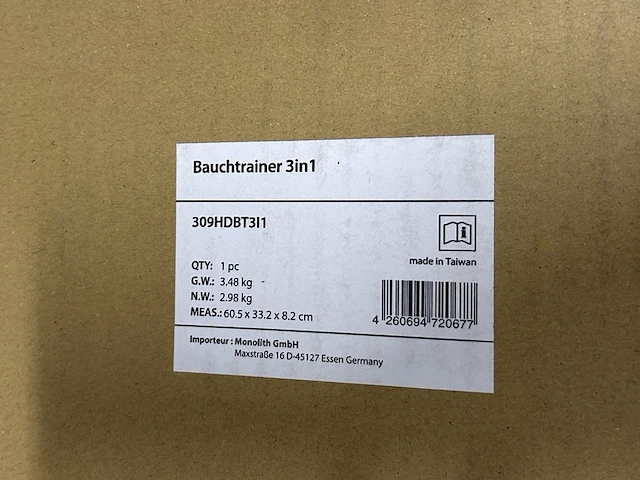 Bauchtrainer 3in1
309HDBT3I1
made in Taiwan
QTY: 1 pc
G.W.: 3.48 kg
N.W.: 2.98 kg
MEAS.: 60.5 x 33.2 x 8.2 cm
4 260694 720677
Importeur : Monolith GmbH
Maxstraße 16 D-45127 Essen Germany